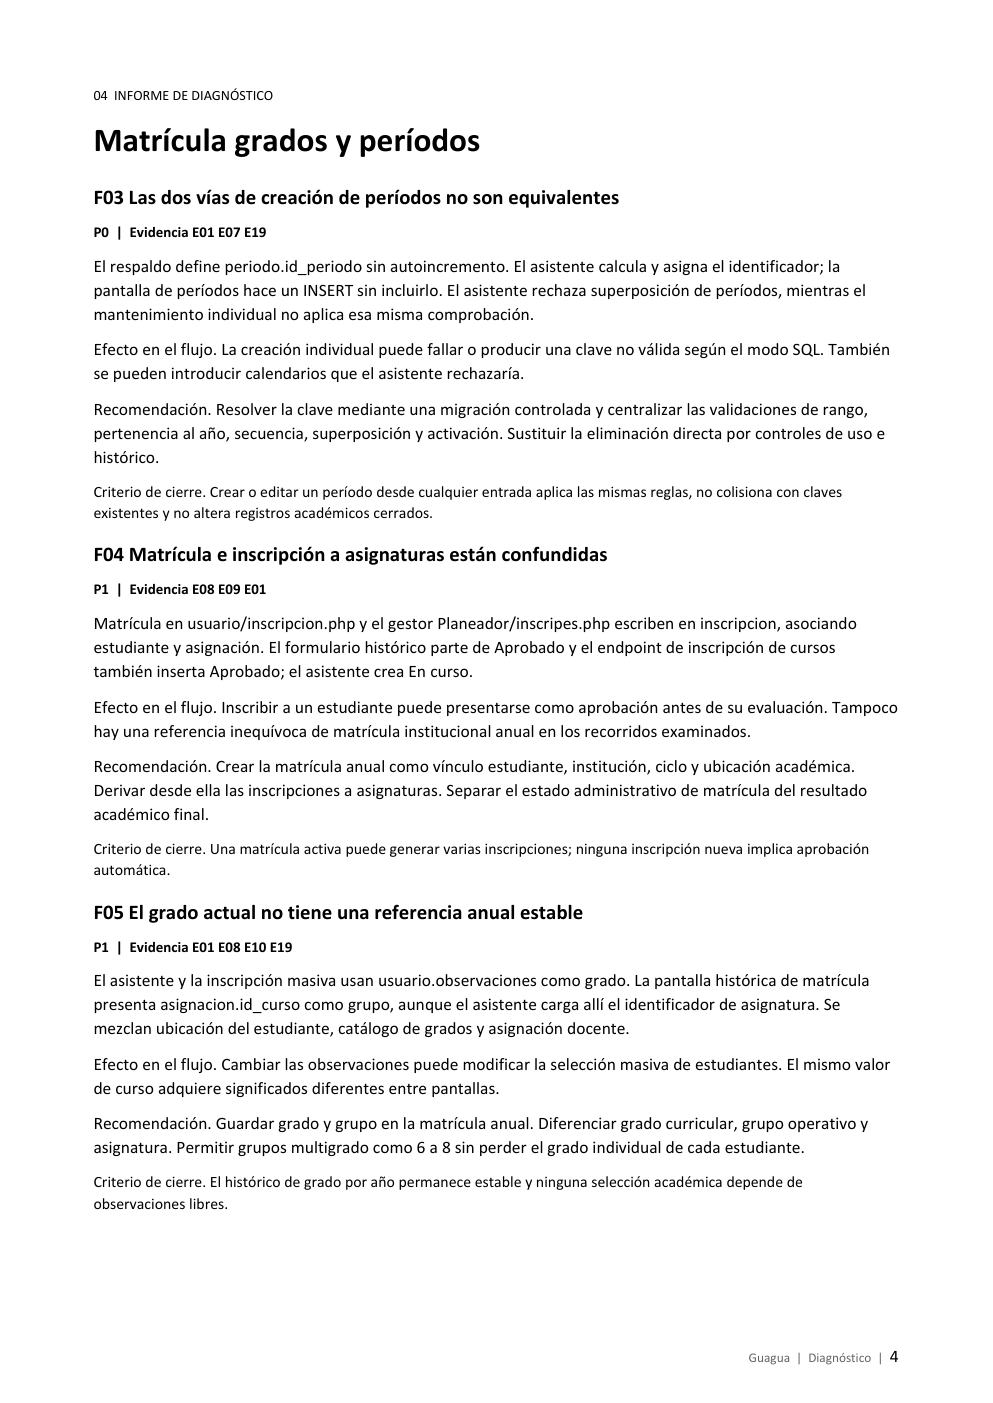 04 INFORME DE DIAGNÓSTICO
Matrícula grados y períodos
F03 Las dos vías de creación de períodos no son equivalentes
P0 | Evidencia E01 E07 E19
El respaldo define periodo.id_periodo sin autoincremento. El asistente calcula y asigna el identificador; la
pantalla de períodos hace un INSERT sin incluirlo. El asistente rechaza superposición de períodos, mientras el
mantenimiento individual no aplica esa misma comprobación.
Efecto en el flujo. La creación individual puede fallar o producir una clave no válida según el modo SQL. También
se pueden introducir calendarios que el asistente rechazaría.
Recomendación. Resolver la clave mediante una migración controlada y centralizar las validaciones de rango,
pertenencia al año, secuencia, superposición y activación. Sustituir la eliminación directa por controles de uso e
histórico.
Criterio de cierre. Crear o editar un período desde cualquier entrada aplica las mismas reglas, no colisiona con claves
existentes y no altera registros académicos cerrados.
F04 Matrícula e inscripción a asignaturas están confundidas
P1 | Evidencia E08 E09 E01
Matrícula en usuario/inscripcion.php y el gestor Planeador/inscripes.php escriben en inscripcion, asociando
estudiante y asignación. El formulario histórico parte de Aprobado y el endpoint de inscripción de cursos
también inserta Aprobado; el asistente crea En curso.
Efecto en el flujo. Inscribir a un estudiante puede presentarse como aprobación antes de su evaluación. Tampoco
hay una referencia inequívoca de matrícula institucional anual en los recorridos examinados.
Recomendación. Crear la matrícula anual como vínculo estudiante, institución, ciclo y ubicación académica.
Derivar desde ella las inscripciones a asignaturas. Separar el estado administrativo de matrícula del resultado
académico final.
Criterio de cierre. Una matrícula activa puede generar varias inscripciones; ninguna inscripción nueva implica aprobación
automática.
F05 El grado actual no tiene una referencia anual estable
P1 | Evidencia E01 E08 E10 E19
El asistente y la inscripción masiva usan usuario.observaciones como grado. La pantalla histórica de matrícula
presenta asignacion.id_curso como grupo, aunque el asistente carga allí el identificador de asignatura. Se
mezclan ubicación del estudiante, catálogo de grados y asignación docente.
Efecto en el flujo. Cambiar las observaciones puede modificar la selección masiva de estudiantes. El mismo valor
de curso adquiere significados diferentes entre pantallas.
Recomendación. Guardar grado y grupo en la matrícula anual. Diferenciar grado curricular, grupo operativo y
asignatura. Permitir grupos multigrado como 6 a 8 sin perder el grado individual de cada estudiante.
Criterio de cierre. El histórico de grado por año permanece estable y ninguna selección académica depende de
observaciones libres.
Guagua | Diagnóstico | 4